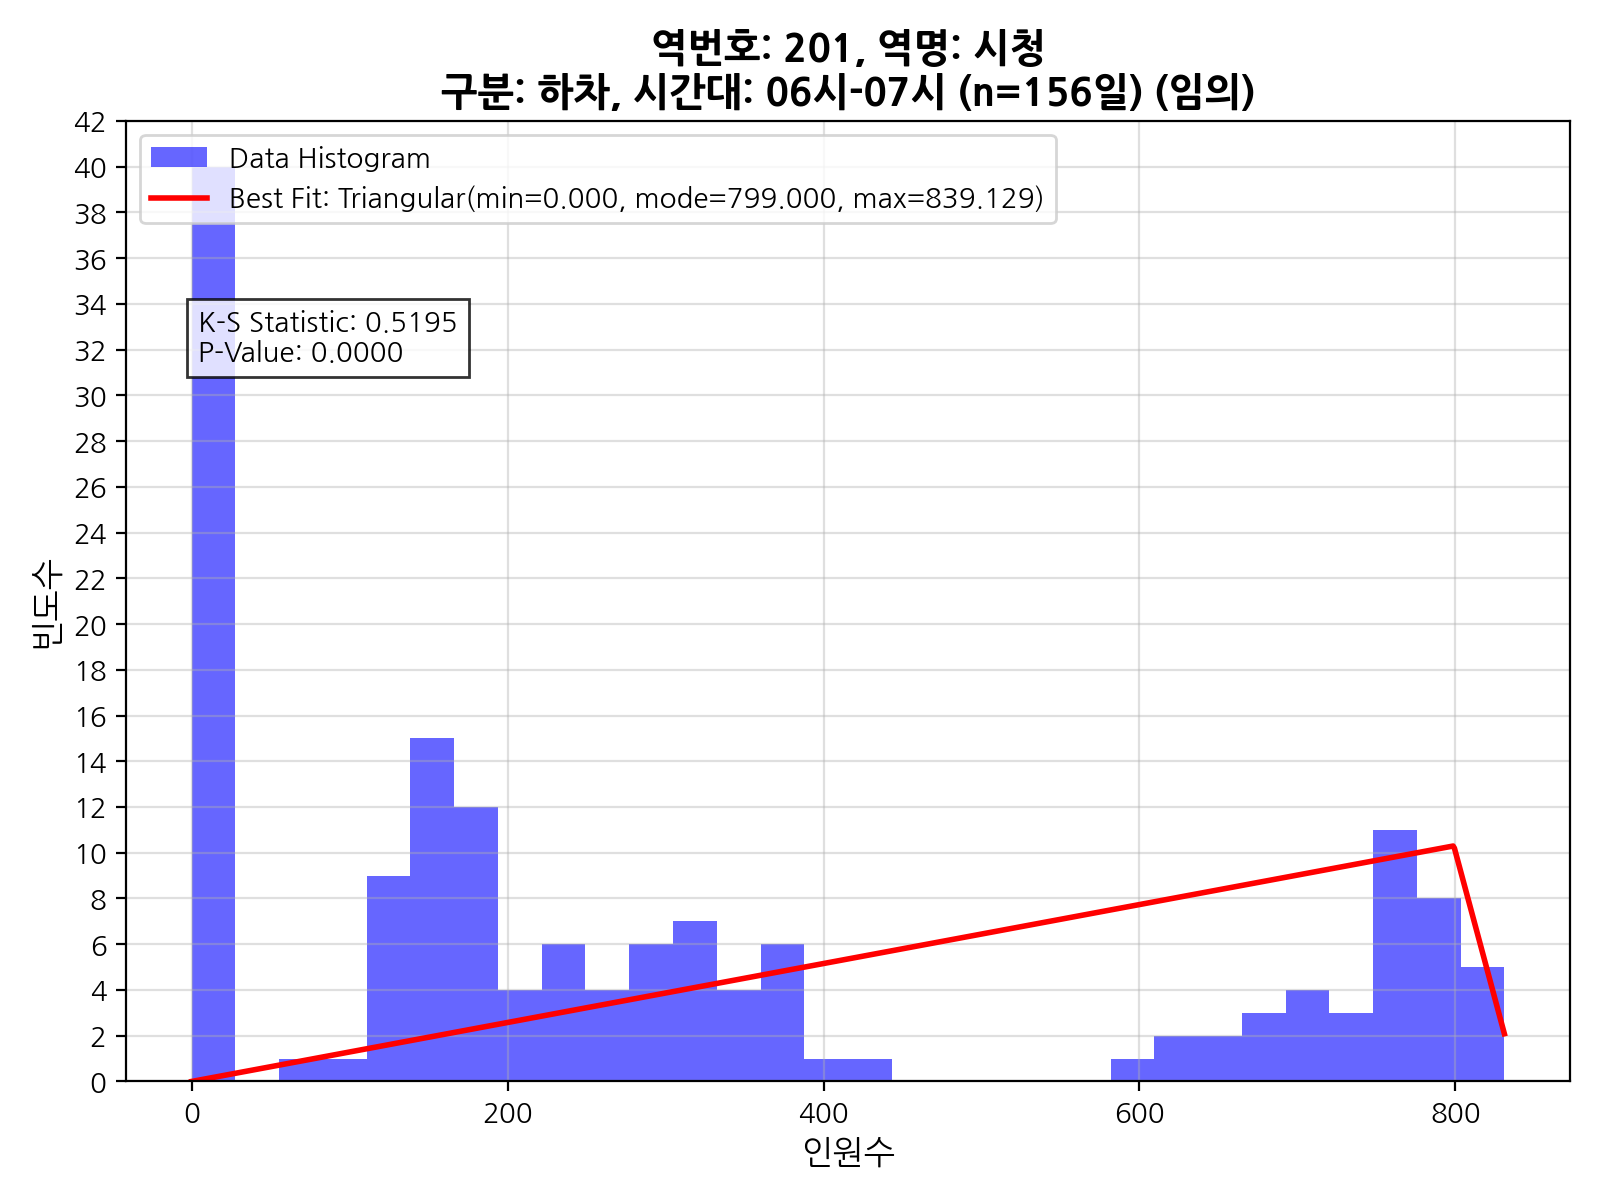 역번호: 201, 역명: 시청
구분: 하차, 시간대: 06시-07시 (n=156일) (임의)
Data Histogram
Best Fit: Triangular(min=0.000, mode=799.000, max=839.129)
K-S Statistic: 0.5195
P-Value: 0.0000
42
40
38
36
34
32
30
28
26
24
22
20
18
16
14
12
10
8
6
4
2
0
빈도수
0 200 400 600 800
인원수